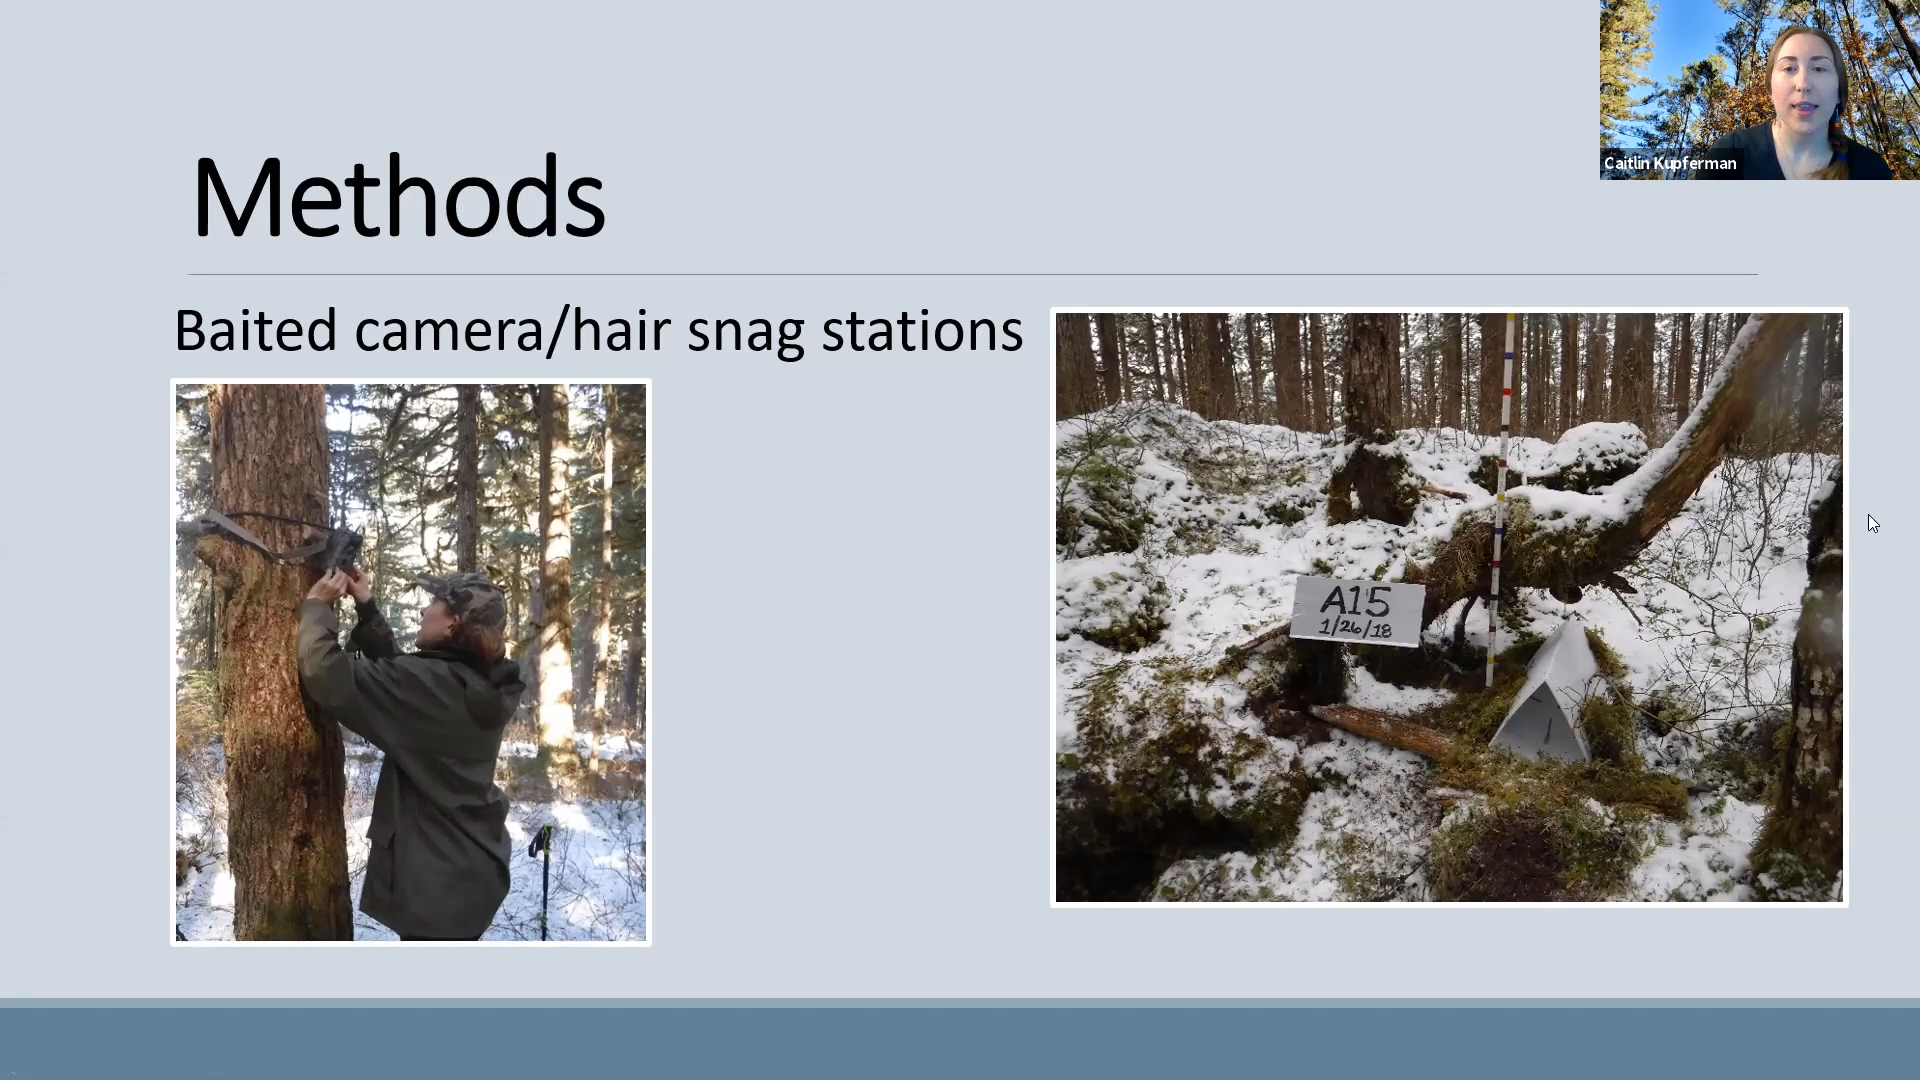 Caitlin Kupferman
Methods
Baited camera/hair snag stations
A15
1/26/18